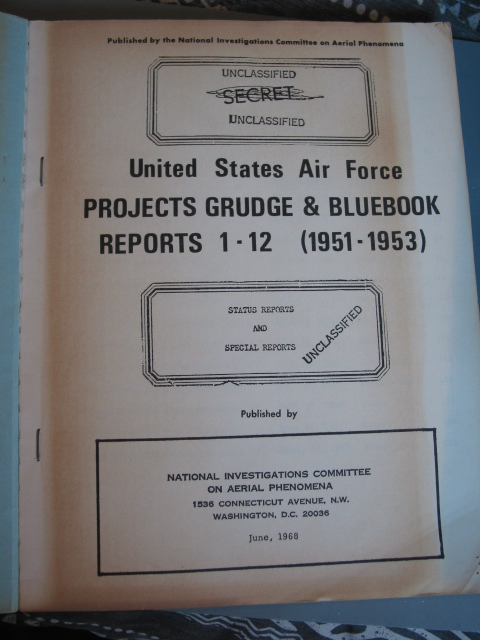 Published by the National Investigations Committee on Aerial Phenomena
UNCLASSIFIED
SECRET
UNCLASSIFIED
United States Air Force
PROJECTS GRUDGE & BLUEBOOK
REPORTS 1-12 (1951-1953)
STATUS REPORTS
AND
SPECIAL REPORTS
UNCLASSIFIED
Published by
NATIONAL INVESTIGATIONS COMMITTEE
ON AERIAL PHENOMENA
1536 CONNECTICUT AVENUE, N.W.
WASHINGTON, D.C. 20036
June, 1968